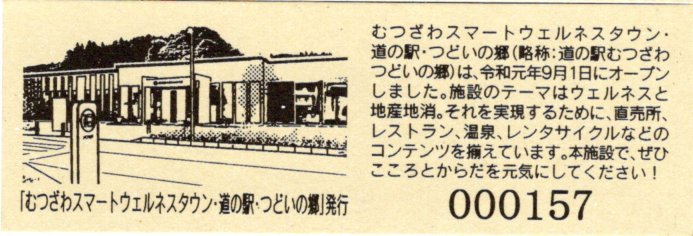 むつざわスマートウェルネスタウン・
道の駅・つどいの郷(略称:道の駅むつざわ
つどいの郷)は、令和元年9月1日にオープン
しました。施設のテーマはウェルネスと
地産地消。それを実現するために、直売所、
レストラン、温泉、レンタサイクルなどの
コンテンツを揃えています。本施設で、ぜひ
こころとからだを元気にしてください!
「むつざわスマートウェルネスタウン・道の駅・つどいの郷」発行
000157